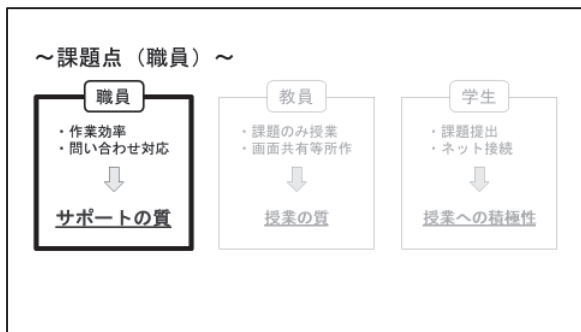 ～課題点（職員）～
職員
・作業効率
・問い合わせ対応
サポートの質
教員
・課題のみ授業
・画面共有等所作
授業の質
学生
・課題提出
・ネット接続
授業への積極性